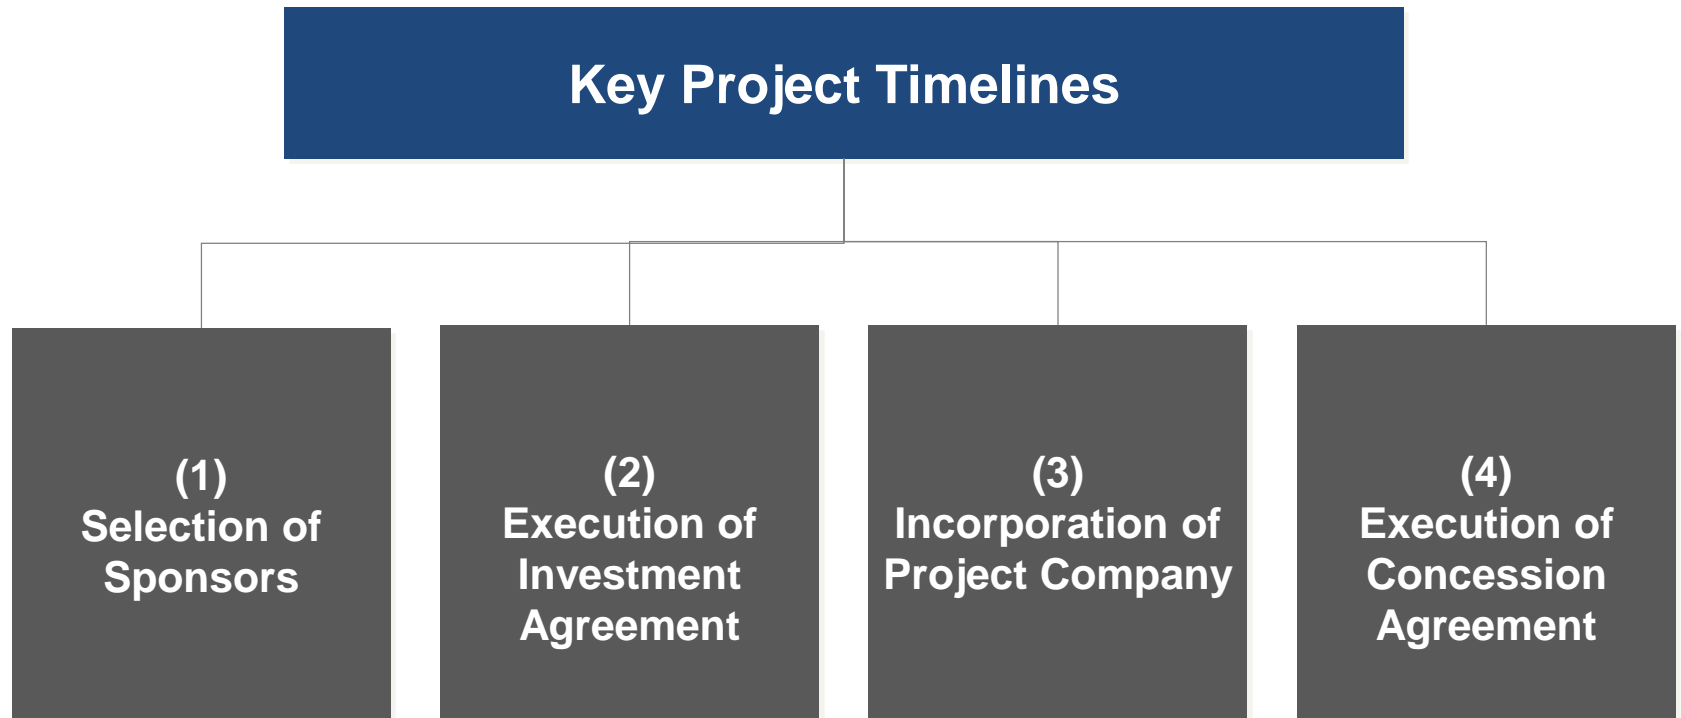 Key Project Timelines
(1)
Selection of
Sponsors
(2)
Execution of
Investment
Agreement
(3)
Incorporation of
Project Company
(4)
Execution of
Concession
Agreement